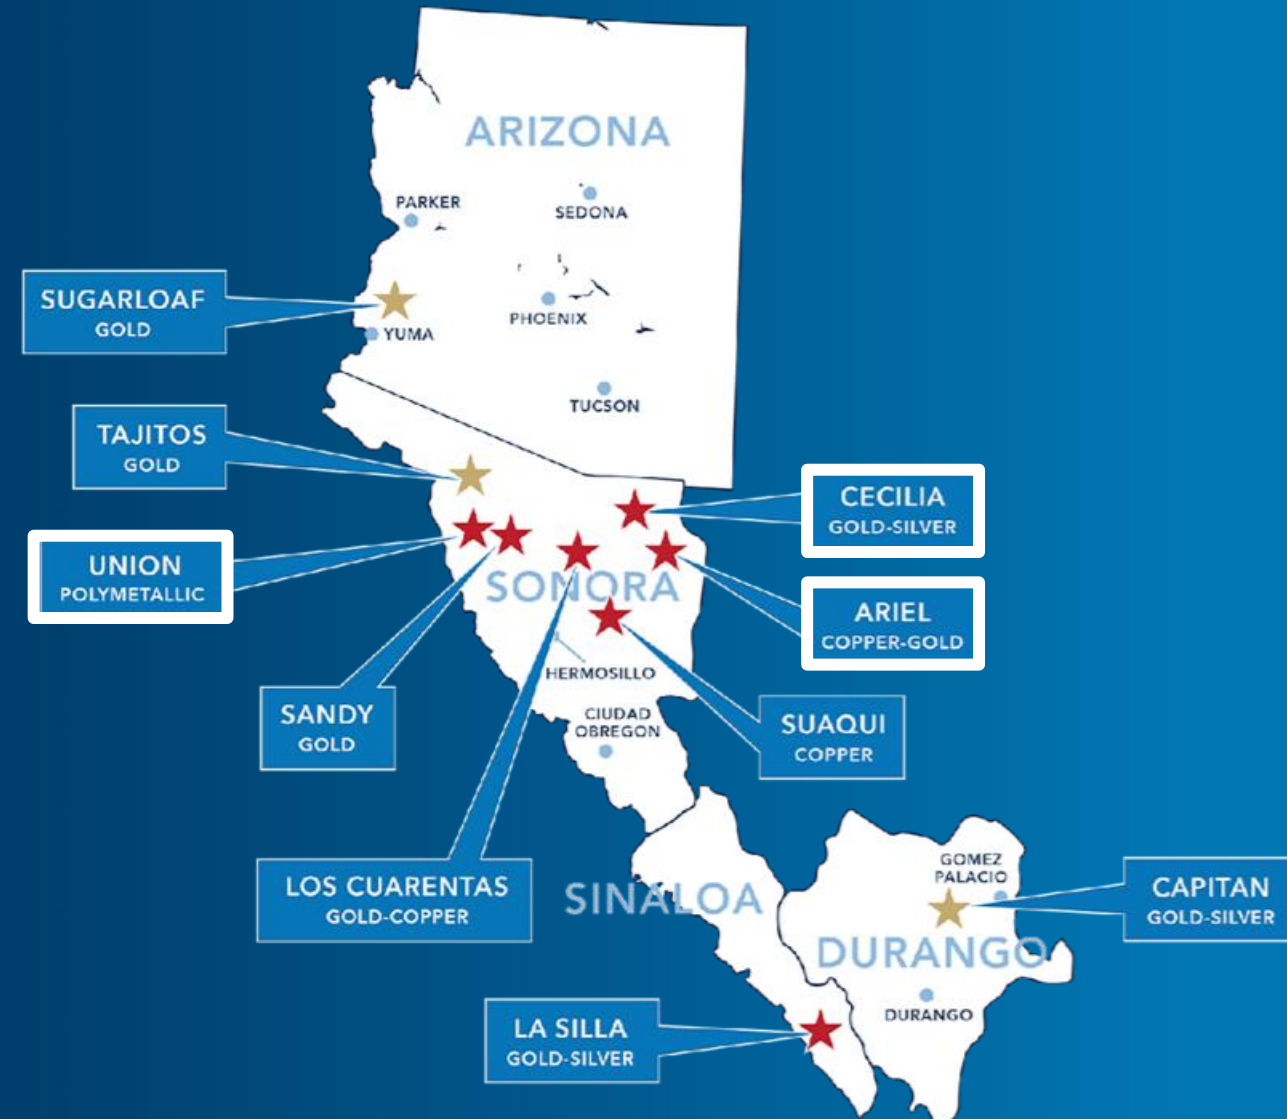 ARIZONA
PARKER
SEDONA
SUGARLOAF
GOLD
PHOENIX
YUMA
TUCSON
TAJITOS
GOLD
CECILIA
GOLD-SILVER
UNION
POLYMETALLIC
SONORA
ARIEL
COPPER-GOLD
HERMOSILLO
SANDY
GOLD
CIUDAD
OBREGON
SUAQUI
COPPER
LOS CUARENTAS
GOLD-COPPER
SINALOA
GOMEZ
PALACIO
CAPITAN
GOLD-SILVER
DURANGO
DURANGO
LA SILLA
GOLD-SILVER